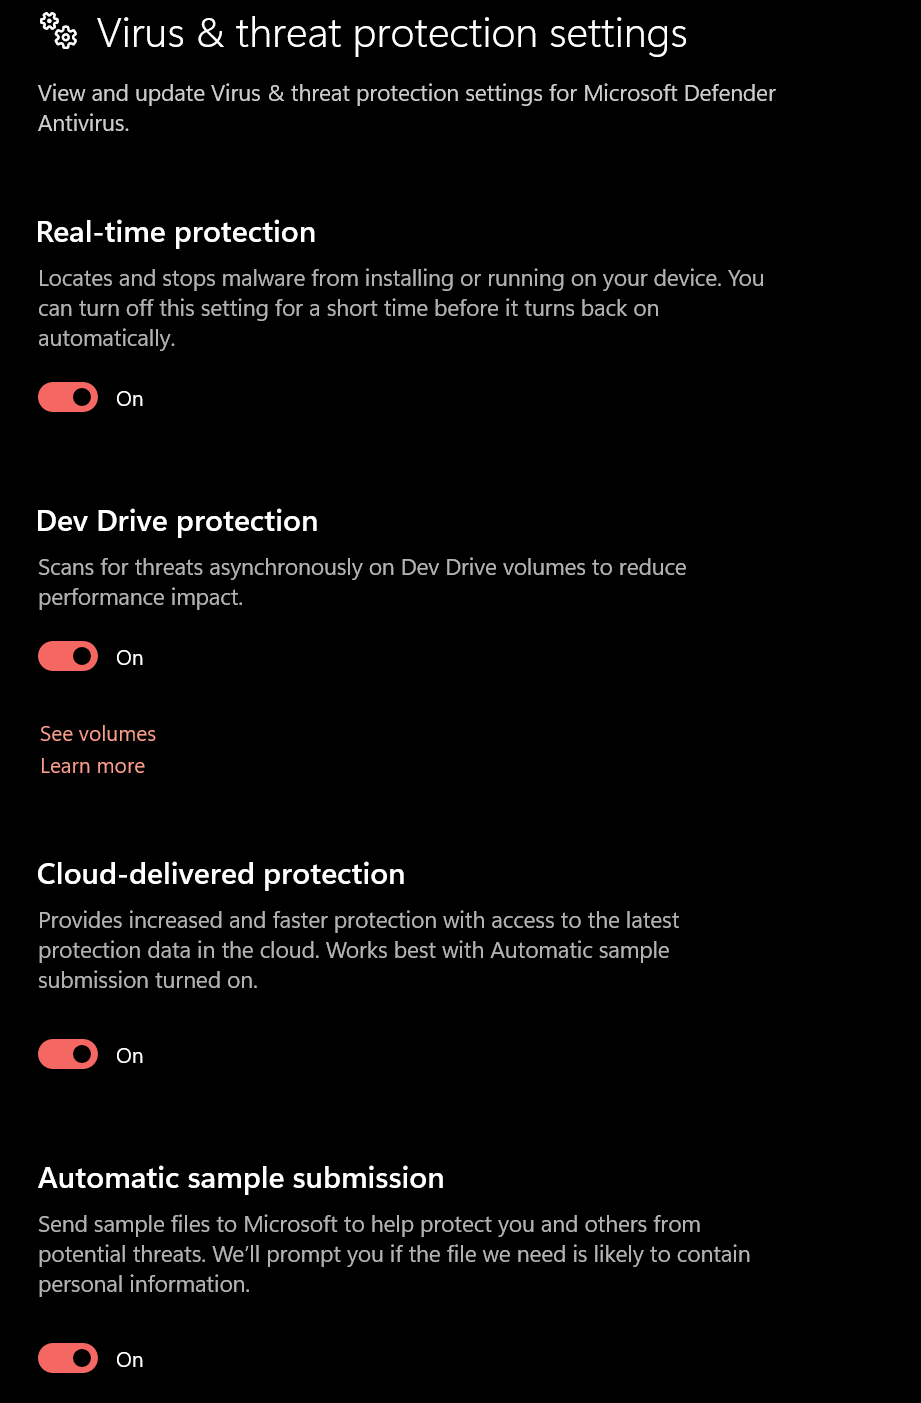 Virus & threat protection settings
View and update Virus & threat protection settings for Microsoft Defender
Antivirus.
Real-time protection
Locates and stops malware from installing or running on your device. You
can turn off this setting for a short time before it turns back on
automatically.
On
Dev Drive protection
Scans for threats asynchronously on Dev Drive volumes to reduce
performance impact.
On
See volumes
Learn more
Cloud-delivered protection
Provides increased and faster protection with access to the latest
protection data in the cloud. Works best with Automatic sample
submission turned on.
On
Automatic sample submission
Send sample files to Microsoft to help protect you and others from
potential threats. We’ll prompt you if the file we need is likely to contain
personal information.
On